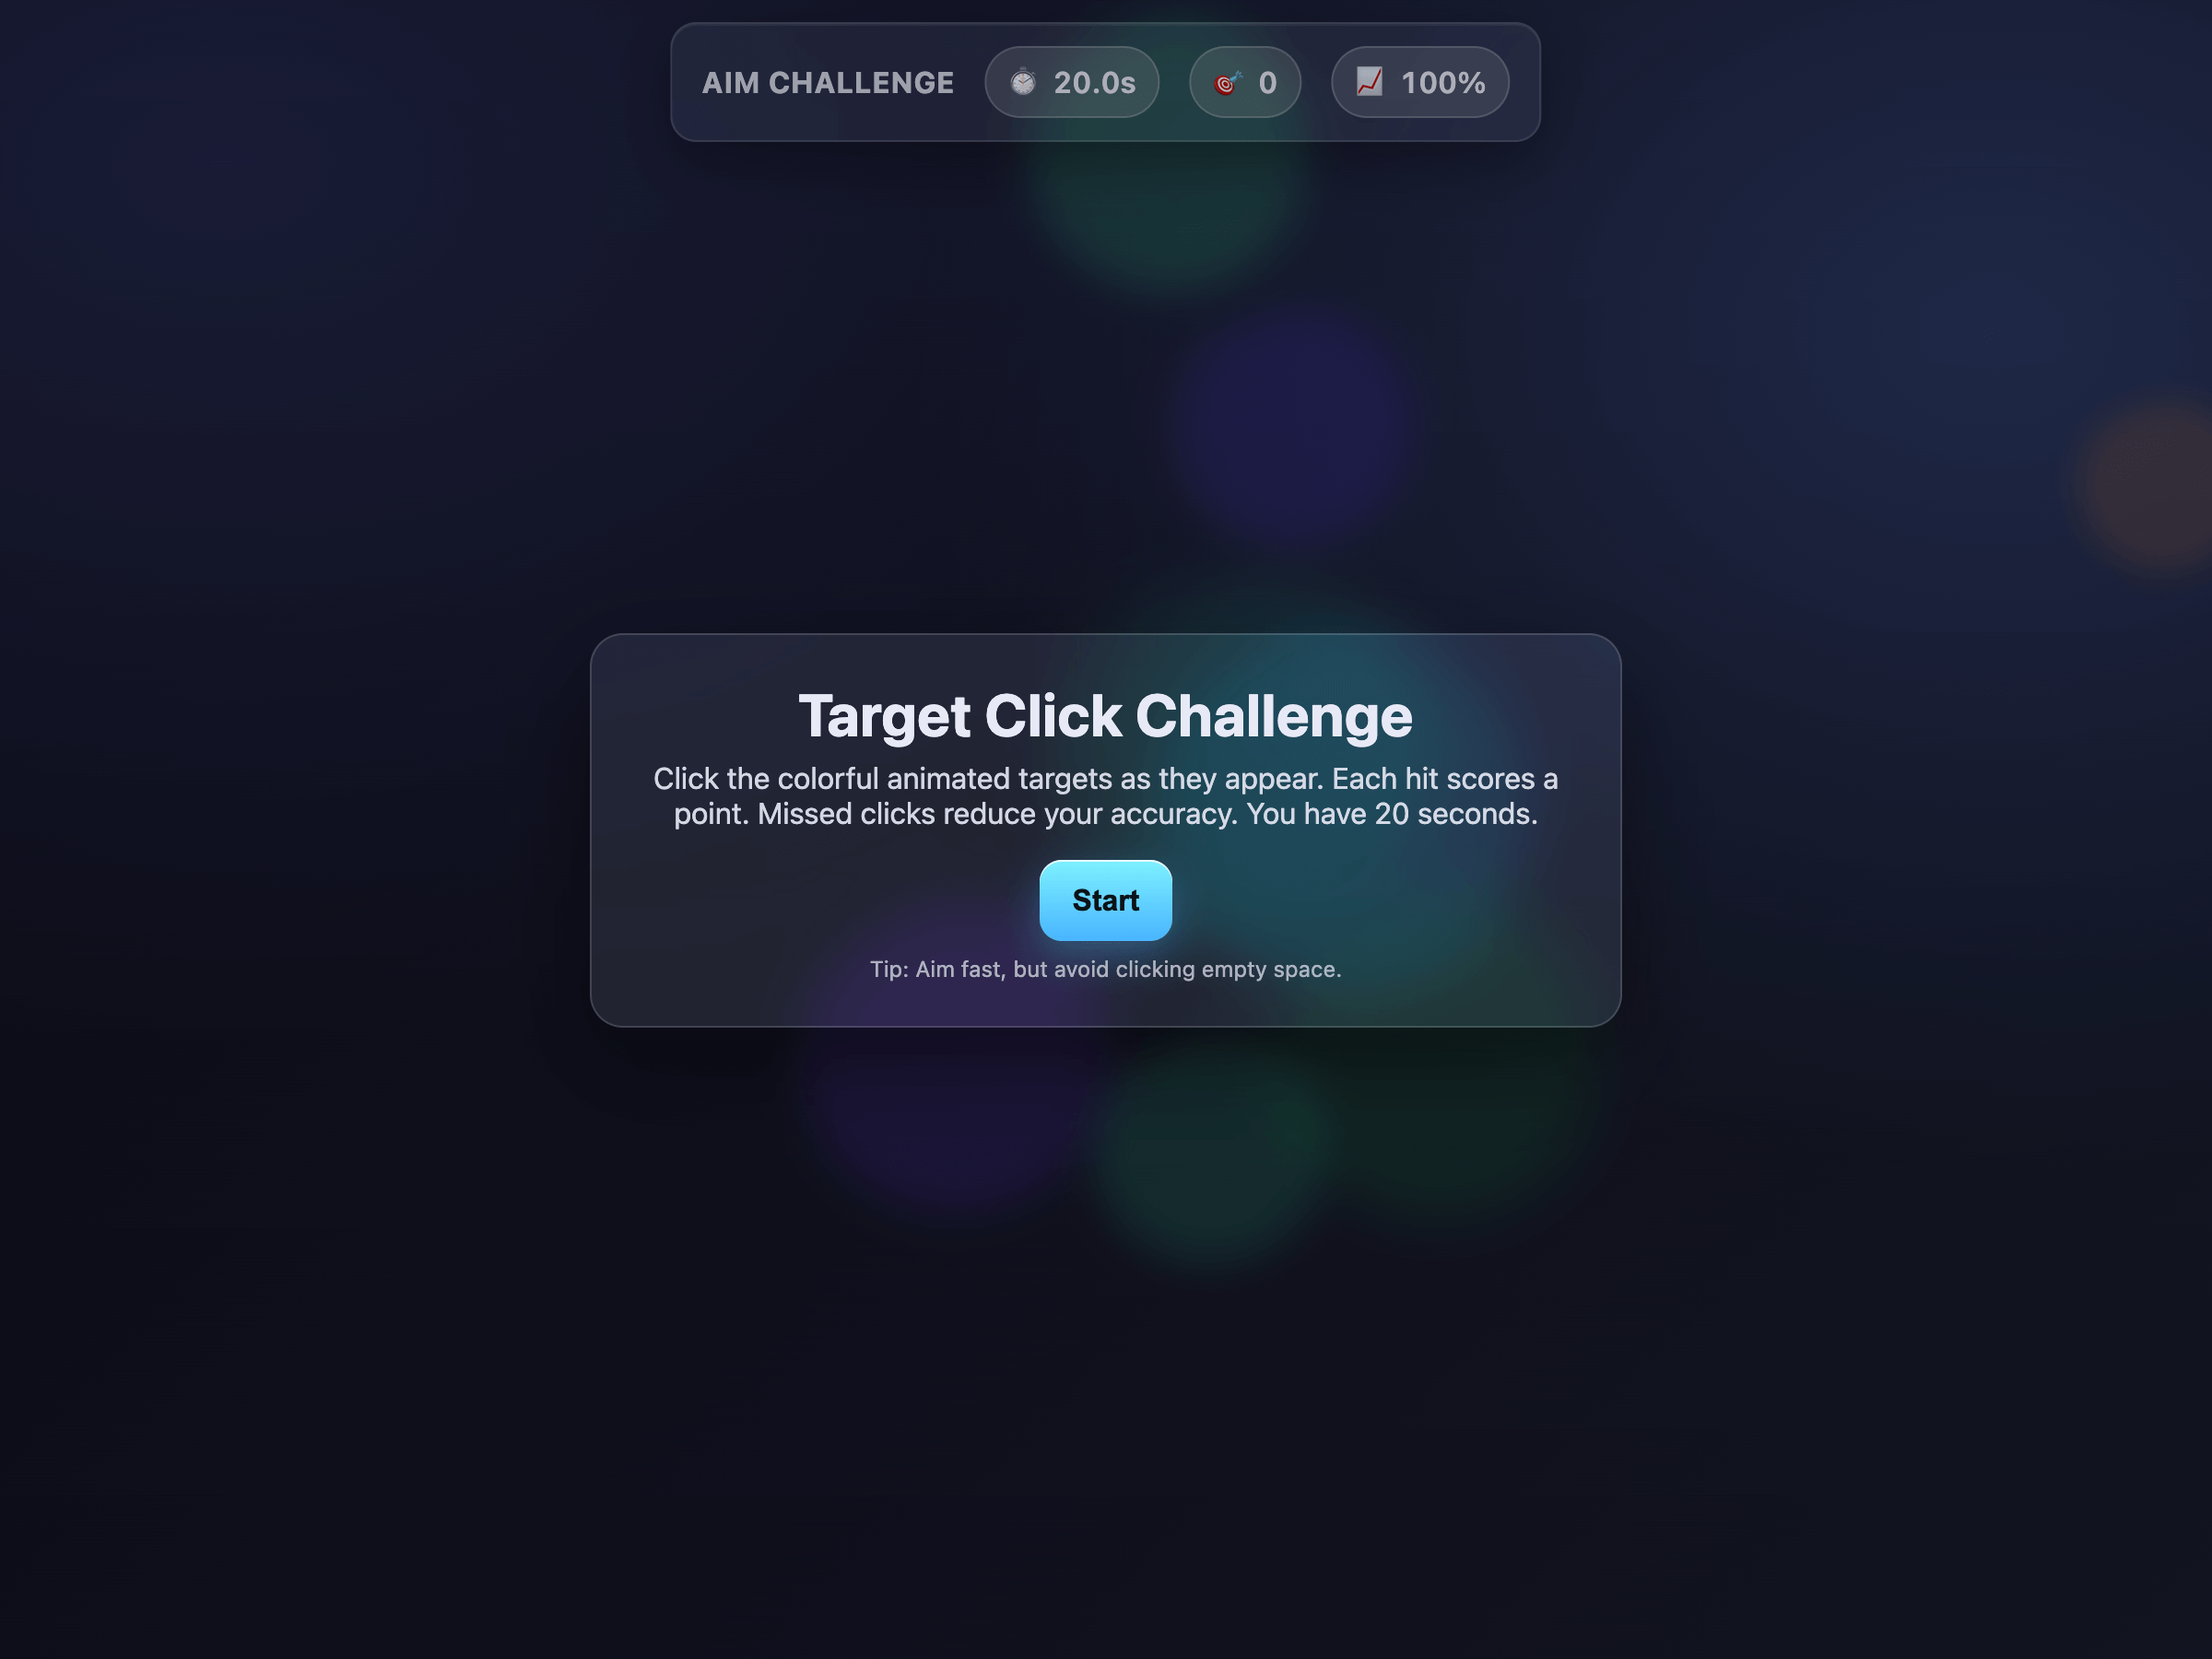 AIM CHALLENGE 20.0s 0 100%
Target Click Challenge
Click the colorful animated targets as they appear. Each hit scores a
point. Missed clicks reduce your accuracy. You have 20 seconds.
Start
Tip: Aim fast, but avoid clicking empty space.